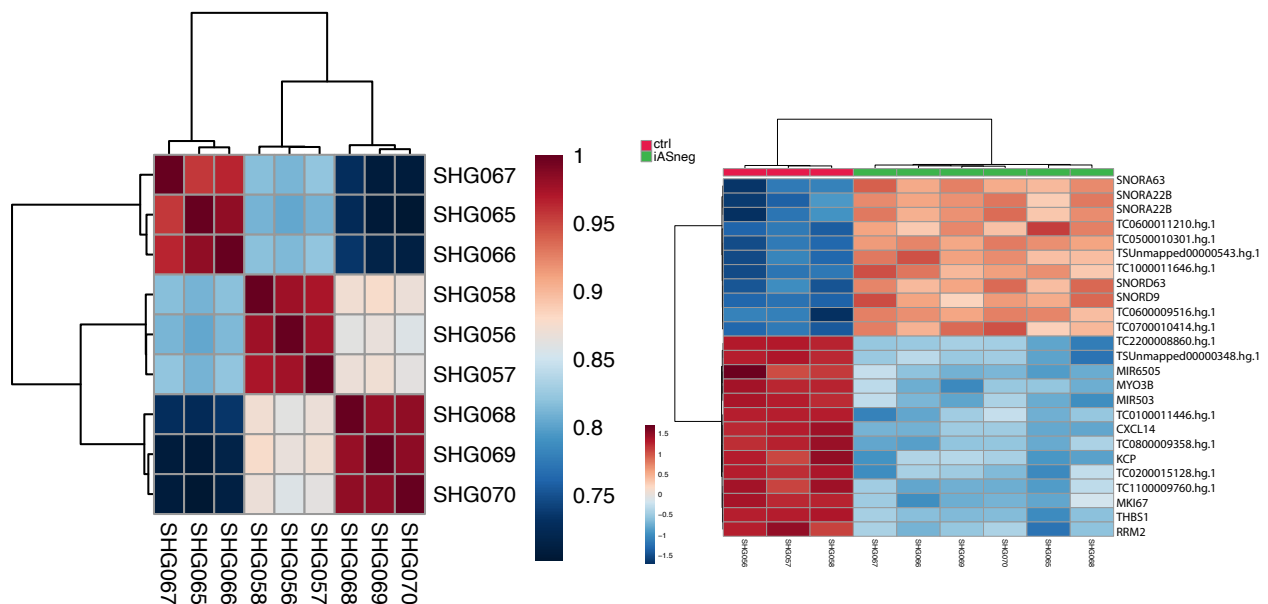 SHG067
SHG065
SHG066
SHG058
SHG056
SHG057
SHG068
SHG069
SHG070
SHG067
SHG065
SHG066
SHG058
SHG056
SHG057
SHG068
SHG069
SHG070
1
0.95
0.9
0.85
0.8
0.75
ctrl
iASneg
SNORA63
SNORA22B
SNORA22B
TC0600011210.hg.1
TC0500010301.hg.1
TSUnmapped00000543.hg.1
TC1000011646.hg.1
SNORD63
SNORD9
TC0600009516.hg.1
TC0700010414.hg.1
TC2200008860.hg.1
TSUnmapped00000348.hg.1
MIR6505
MYO3B
MIR503
TC0100011446.hg.1
CXCL14
TC0800009358.hg.1
KCP
TC0200015128.hg.1
TC1100009760.hg.1
MKI67
THBS1
RRM2
1.5
1
0.5
0
−0.5
−1
−1.5
SHG056
SHG057
SHG058
SHG067
SHG066
SHG069
SHG070
SHG065
SHG068